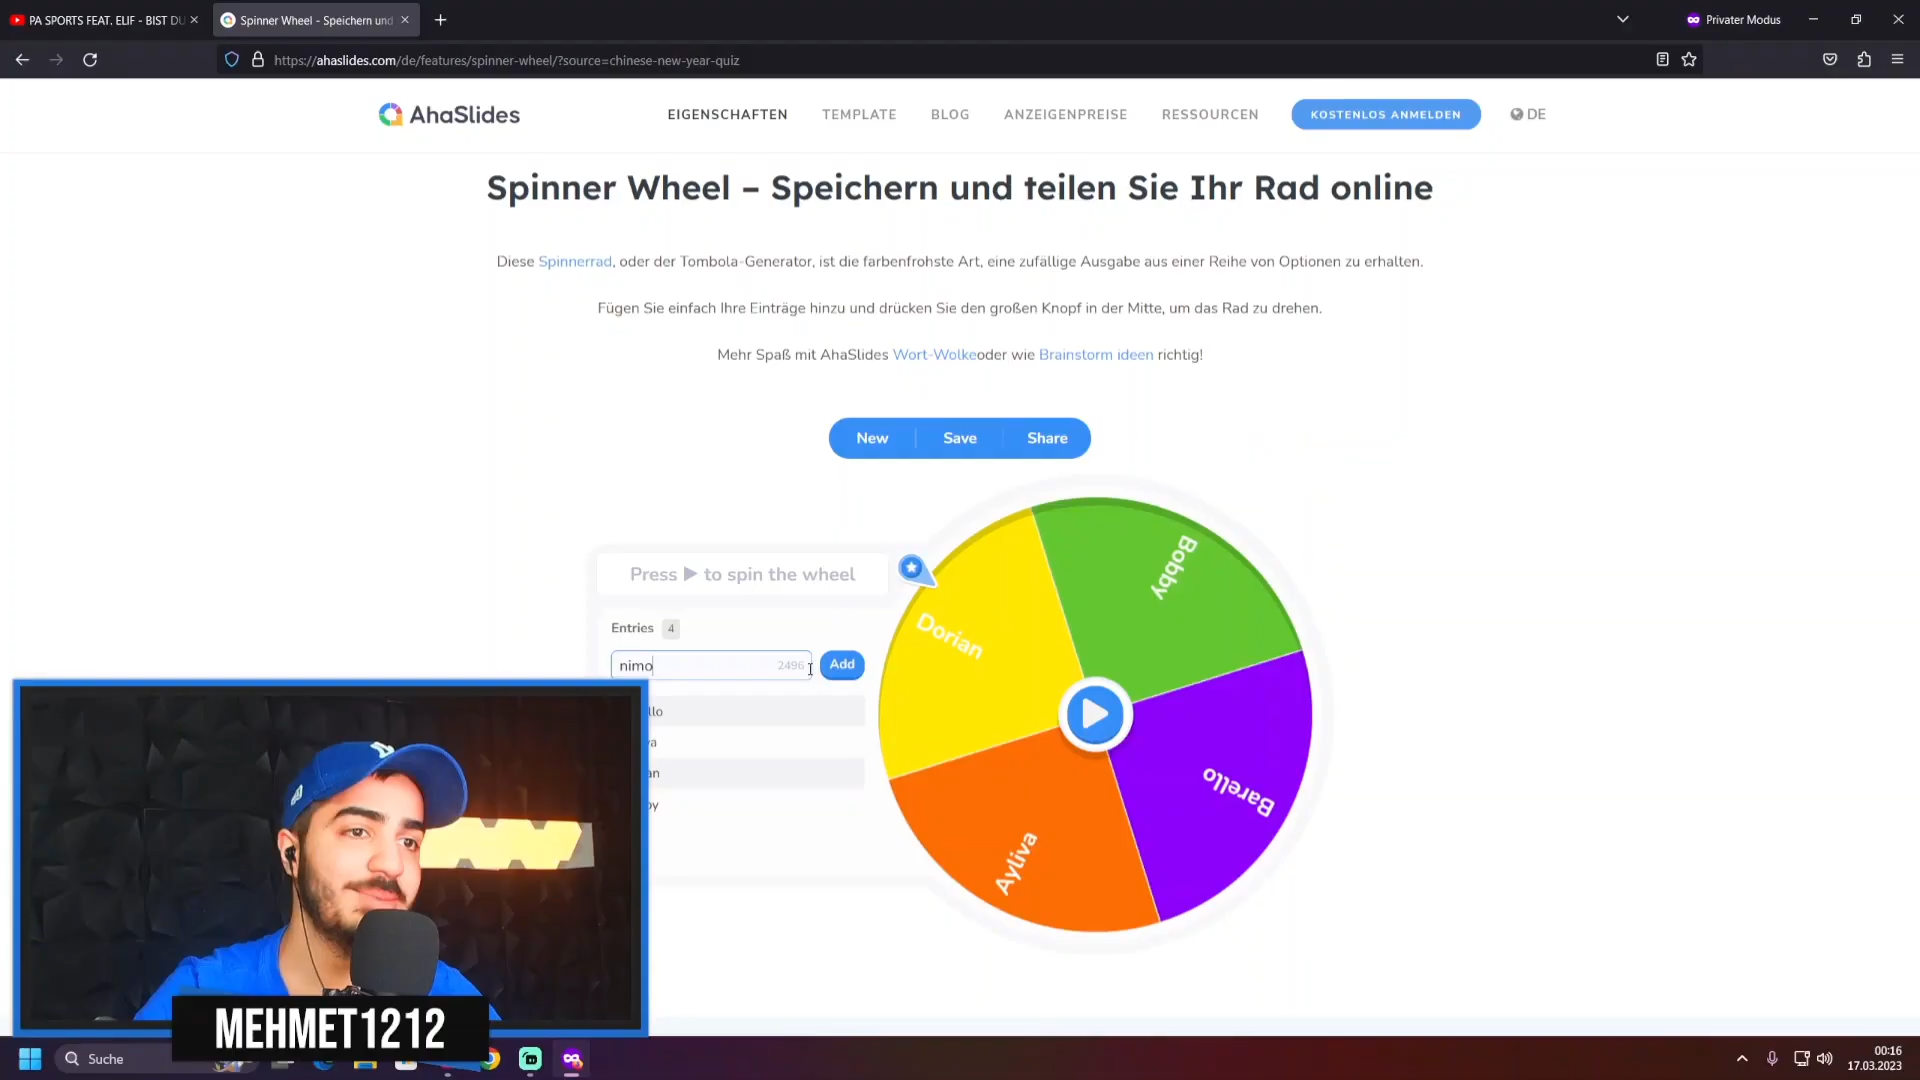 PA SPORTS FEAT. ELIF - BIST DU
Spinner Wheel - Speichern und
Privater Modus
https://ahaslides.com/de/features/spinner-wheel/?source=chinese-new-year-quiz
AhaSlides
EIGENSCHAFTEN
TEMPLATE
BLOG
ANZEIGENPREISE
RESSOURCEN
KOSTENLOS ANMELDEN
DE
Spinner Wheel – Speichern und teilen Sie Ihr Rad online
Diese Spinnerrad, oder der Tombola-Generator, ist die farbenfrohste Art, eine zufällige Ausgabe aus einer Reihe von Optionen zu erhalten.
Fügen Sie einfach Ihre Einträge hinzu und drücken Sie den großen Knopf in der Mitte, um das Rad zu drehen.
Mehr Spaß mit AhaSlides Wort-Wolkeoder wie Brainstorm ideen richtig!
New
Save
Share
Press ▶ to spin the wheel
Entries 4
nimo
2496
Add
llo
va
an
by
Dorian
Bobby
Barello
Ayliva
MEHMET1212
Suche
00:16
17.03.2023